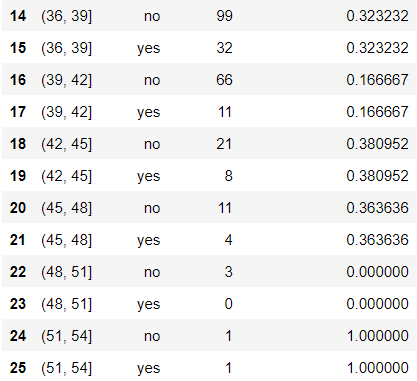 14 (36, 39] no 99 0.323232
15 (36, 39] yes 32 0.323232
16 (39, 42] no 66 0.166667
17 (39, 42] yes 11 0.166667
18 (42, 45] no 21 0.380952
19 (42, 45] yes 8 0.380952
20 (45, 48] no 11 0.363636
21 (45, 48] yes 4 0.363636
22 (48, 51] no 3 0.000000
23 (48, 51] yes 0 0.000000
24 (51, 54] no 1 1.000000
25 (51, 54] yes 1 1.000000